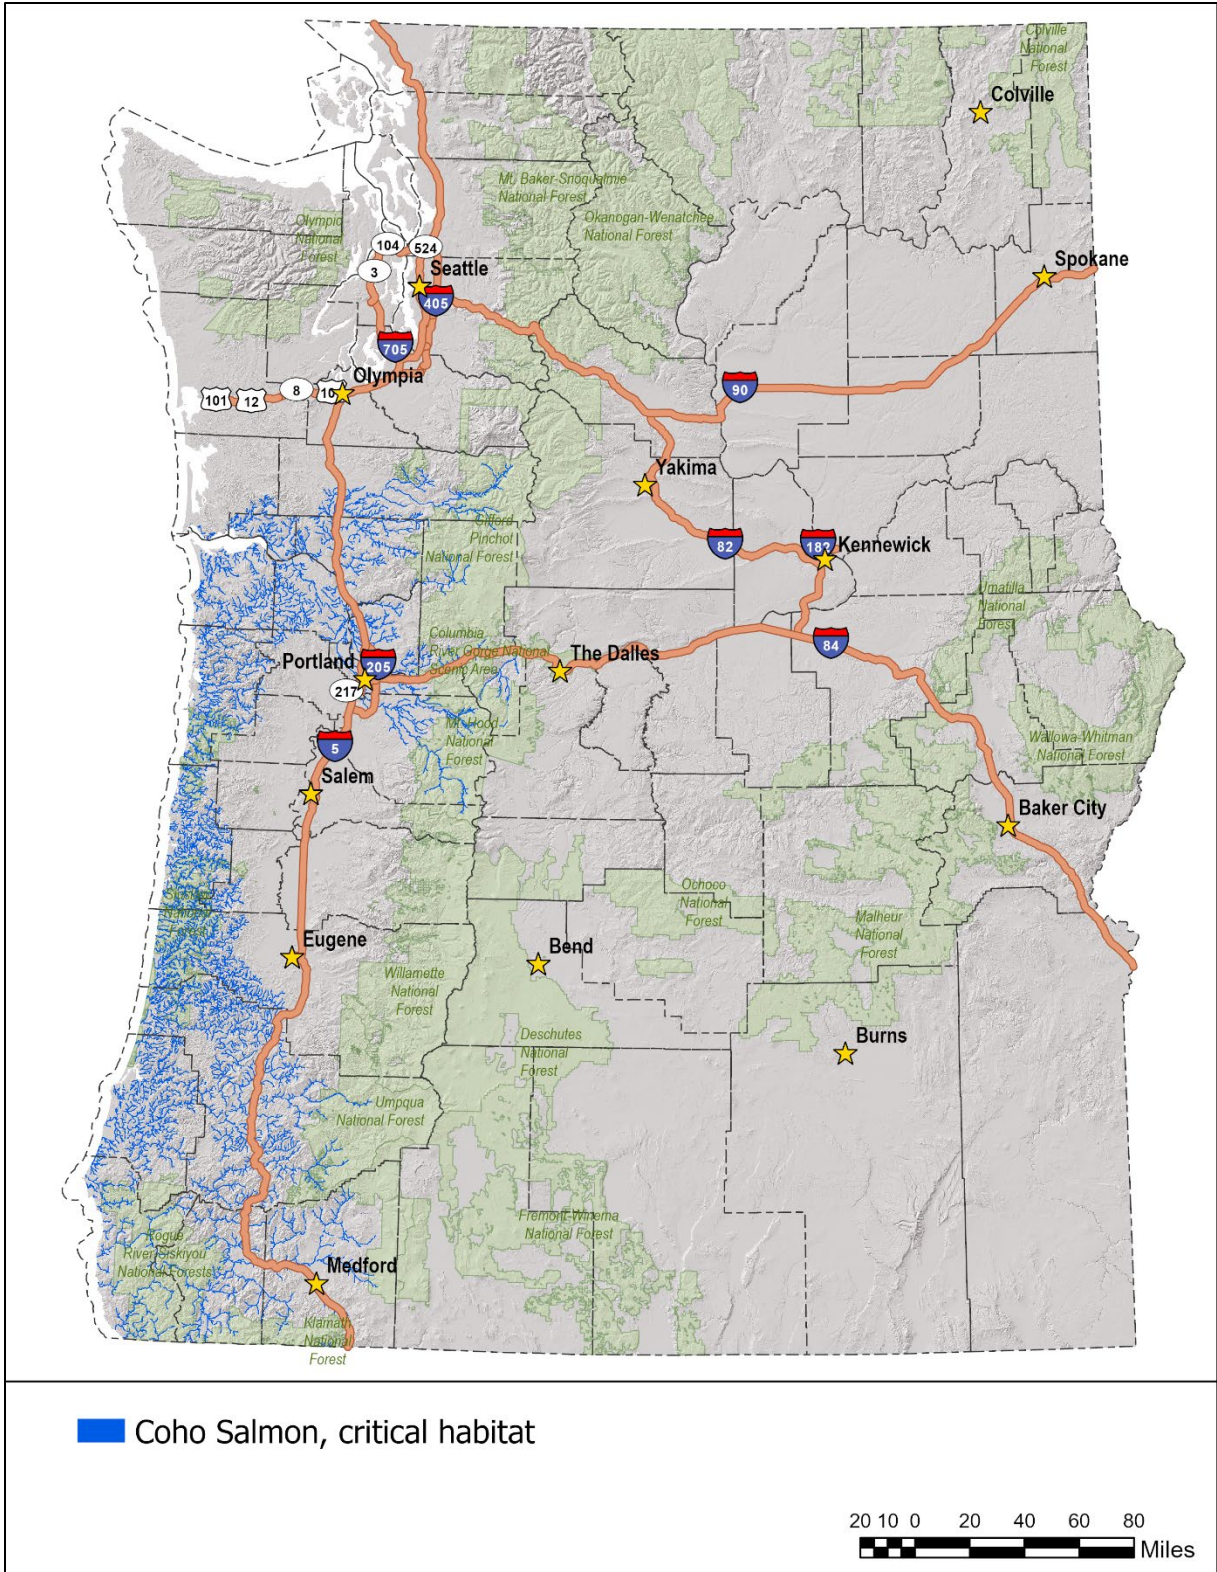 Colville
National
Forest
Colville
Mt. Baker-Snoqualmie
National Forest
Okanogan-Wenatchee
National Forest
Olympic
National
Forest
104
524
3
Seattle
405
Spokane
705
Olympia
101
12
8
10
90
Yakima
82
182
Kennewick
Gifford
Pinchot
National Forest
Umatilla
National
Forest
84
Columbia
River Gorge National
Scenic Area
The Dalles
Portland
205
217
Mt. Hood
National
Forest
5
Salem
Wallowa-Whitman
National Forest
Baker City
Siuslaw
National
Forest
Ochoco
National
Forest
Malheur
National
Forest
Eugene
Bend
Willamette
National
Forest
Deschutes
National
Forest
Burns
Umpqua
National Forest
Fremont-Winema
National Forest
Rogue
River-Siskiyou
National Forests
Medford
Klamath
National
Forest
Coho Salmon, critical habitat
20 10 0 20 40 60 80
Miles